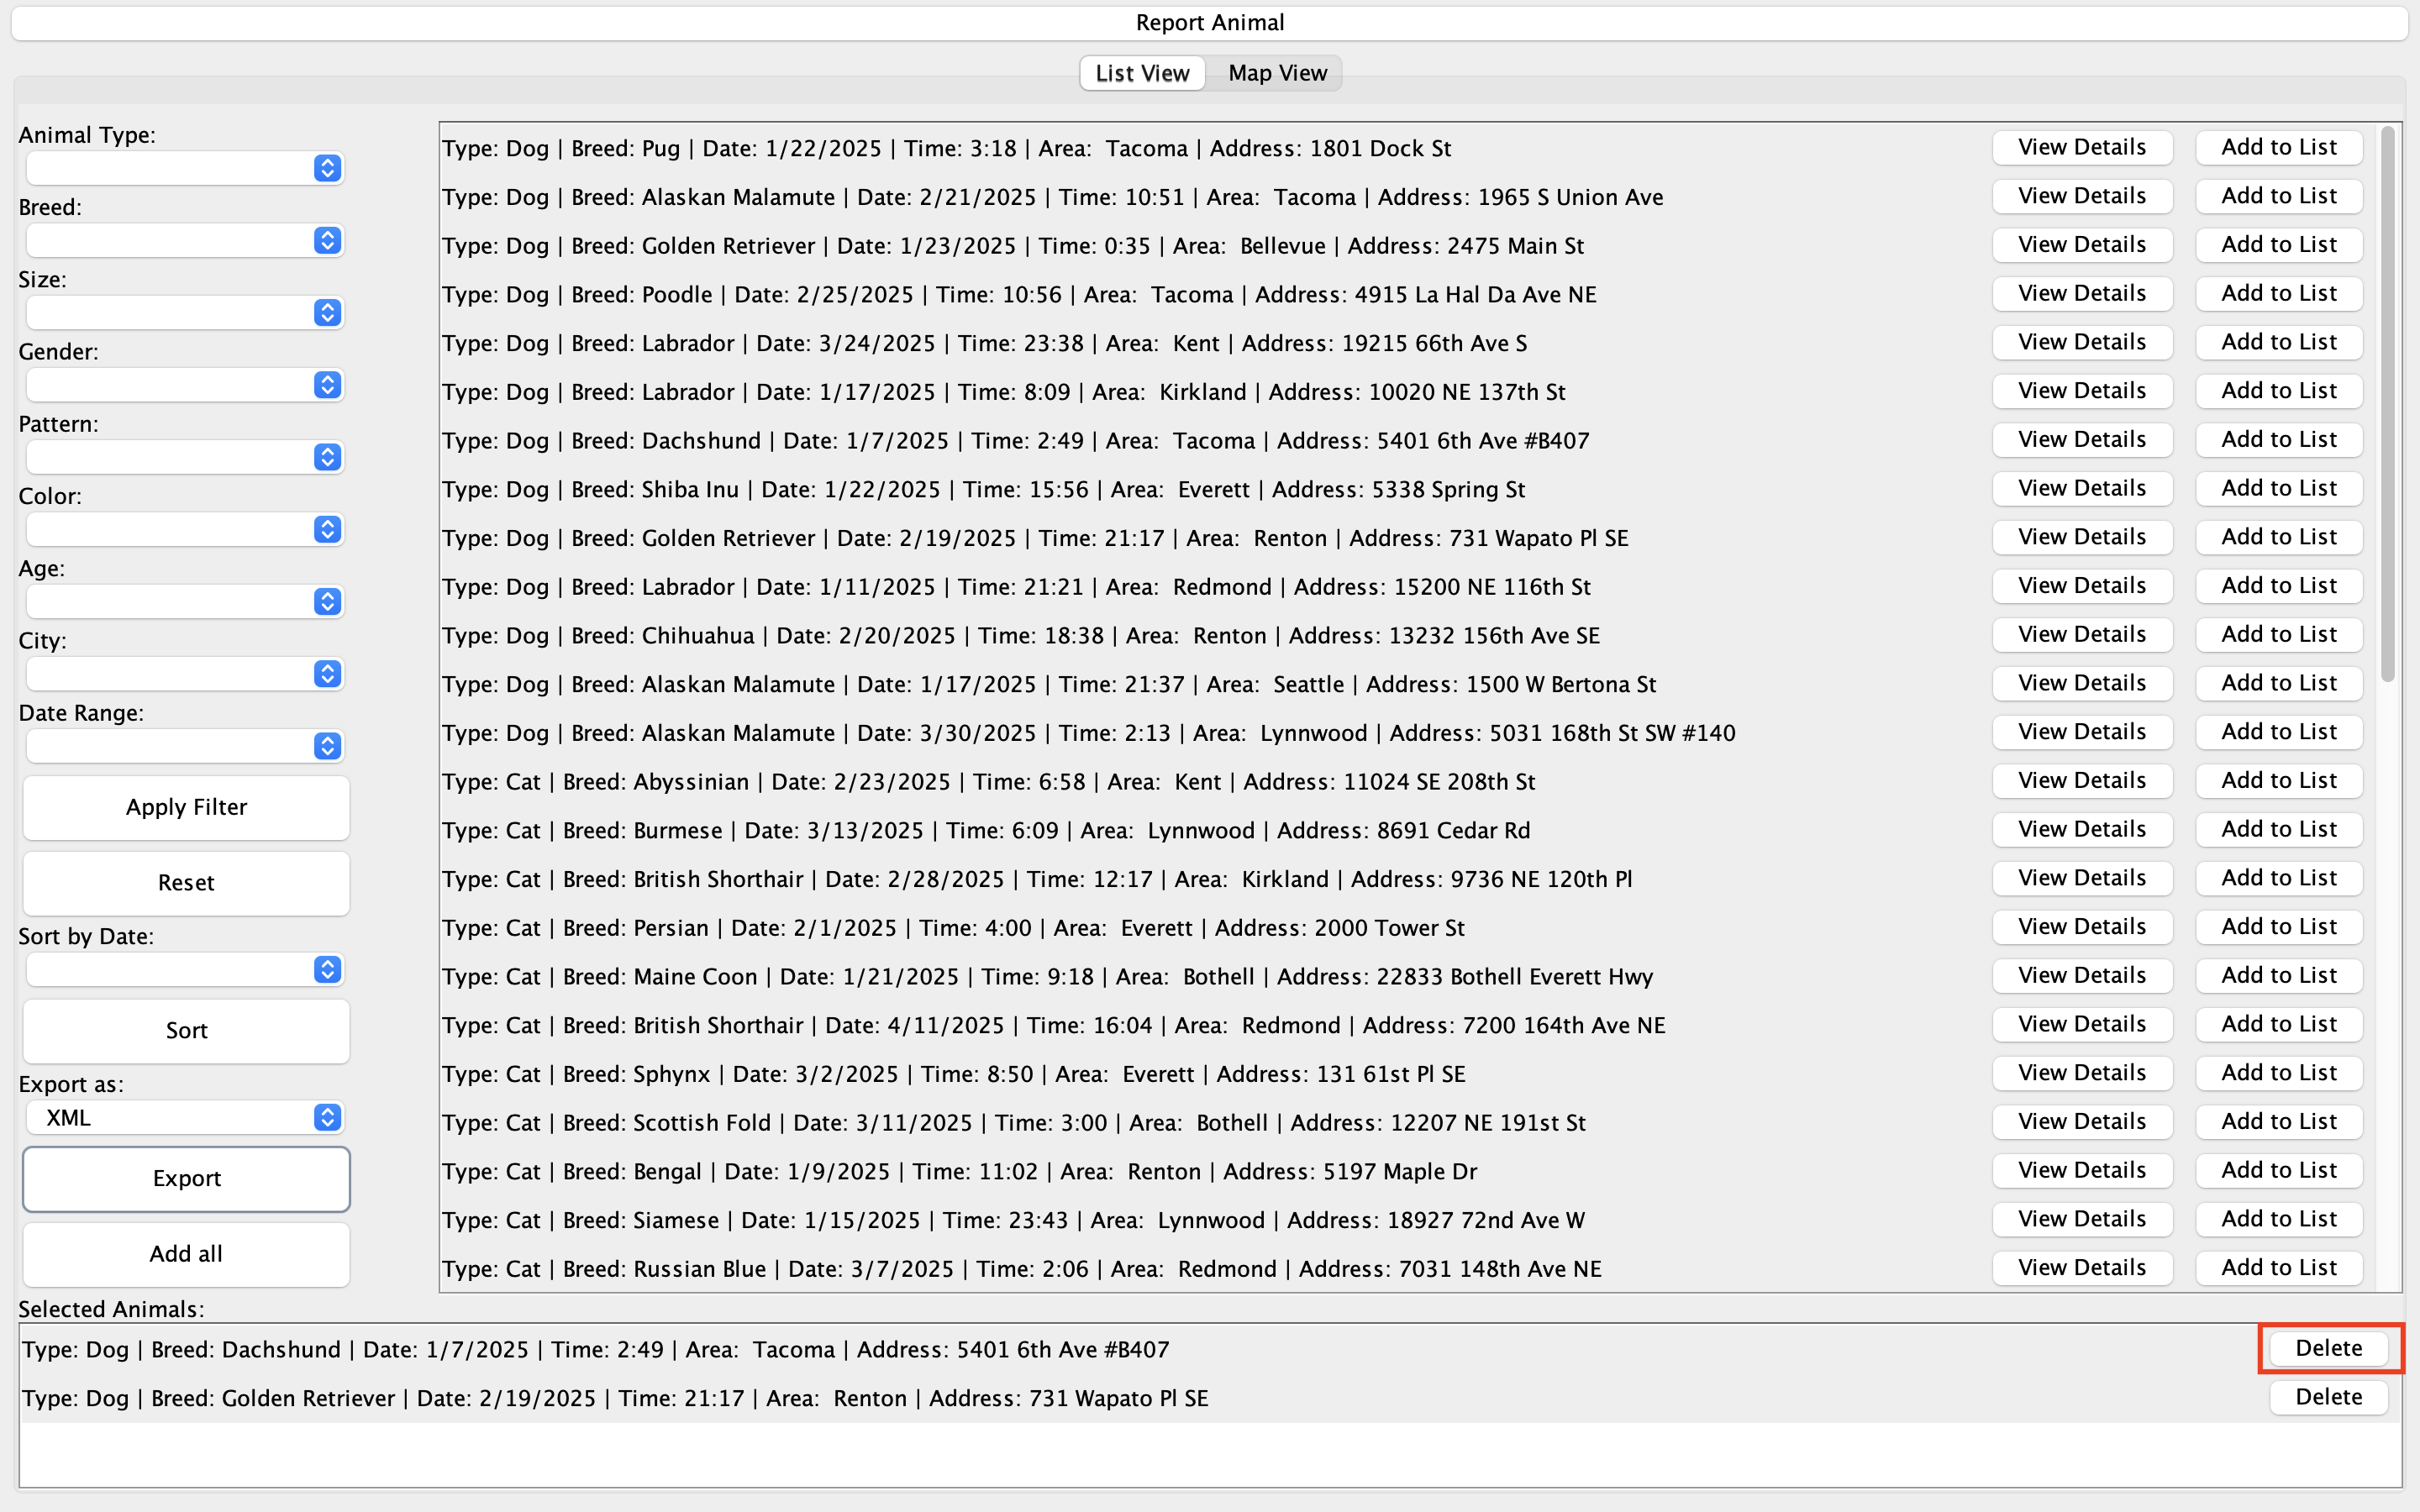 Report Animal
List View Map View
Animal Type:
Breed:
Size:
Gender:
Pattern:
Color:
Age:
City:
Date Range:
Apply Filter
Reset
Sort by Date:
Sort
Export as:
XML
Export
Add all
Type: Dog | Breed: Pug | Date: 1/22/2025 | Time: 3:18 | Area:  Tacoma | Address: 1801 Dock St View Details Add to List
Type: Dog | Breed: Alaskan Malamute | Date: 2/21/2025 | Time: 10:51 | Area:  Tacoma | Address: 1965 S Union Ave View Details Add to List
Type: Dog | Breed: Golden Retriever | Date: 1/23/2025 | Time: 0:35 | Area:  Bellevue | Address: 2475 Main St View Details Add to List
Type: Dog | Breed: Poodle | Date: 2/25/2025 | Time: 10:56 | Area:  Tacoma | Address: 4915 La Hal Da Ave NE View Details Add to List
Type: Dog | Breed: Labrador | Date: 3/24/2025 | Time: 23:38 | Area:  Kent | Address: 19215 66th Ave S View Details Add to List
Type: Dog | Breed: Labrador | Date: 1/17/2025 | Time: 8:09 | Area:  Kirkland | Address: 10020 NE 137th St View Details Add to List
Type: Dog | Breed: Dachshund | Date: 1/7/2025 | Time: 2:49 | Area:  Tacoma | Address: 5401 6th Ave #B407 View Details Add to List
Type: Dog | Breed: Shiba Inu | Date: 1/22/2025 | Time: 15:56 | Area:  Everett | Address: 5338 Spring St View Details Add to List
Type: Dog | Breed: Golden Retriever | Date: 2/19/2025 | Time: 21:17 | Area:  Renton | Address: 731 Wapato Pl SE View Details Add to List
Type: Dog | Breed: Labrador | Date: 1/11/2025 | Time: 21:21 | Area:  Redmond | Address: 15200 NE 116th St View Details Add to List
Type: Dog | Breed: Chihuahua | Date: 2/20/2025 | Time: 18:38 | Area:  Renton | Address: 13232 156th Ave SE View Details Add to List
Type: Dog | Breed: Alaskan Malamute | Date: 1/17/2025 | Time: 21:37 | Area:  Seattle | Address: 1500 W Bertona St View Details Add to List
Type: Dog | Breed: Alaskan Malamute | Date: 3/30/2025 | Time: 2:13 | Area:  Lynnwood | Address: 5031 168th St SW #140 View Details Add to List
Type: Cat | Breed: Abyssinian | Date: 2/23/2025 | Time: 6:58 | Area:  Kent | Address: 11024 SE 208th St View Details Add to List
Type: Cat | Breed: Burmese | Date: 3/13/2025 | Time: 6:09 | Area:  Lynnwood | Address: 8691 Cedar Rd View Details Add to List
Type: Cat | Breed: British Shorthair | Date: 2/28/2025 | Time: 12:17 | Area:  Kirkland | Address: 9736 NE 120th Pl View Details Add to List
Type: Cat | Breed: Persian | Date: 2/1/2025 | Time: 4:00 | Area:  Everett | Address: 2000 Tower St View Details Add to List
Type: Cat | Breed: Maine Coon | Date: 1/21/2025 | Time: 9:18 | Area:  Bothell | Address: 22833 Bothell Everett Hwy View Details Add to List
Type: Cat | Breed: British Shorthair | Date: 4/11/2025 | Time: 16:04 | Area:  Redmond | Address: 7200 164th Ave NE View Details Add to List
Type: Cat | Breed: Sphynx | Date: 3/2/2025 | Time: 8:50 | Area:  Everett | Address: 131 61st Pl SE View Details Add to List
Type: Cat | Breed: Scottish Fold | Date: 3/11/2025 | Time: 3:00 | Area:  Bothell | Address: 12207 NE 191st St View Details Add to List
Type: Cat | Breed: Bengal | Date: 1/9/2025 | Time: 11:02 | Area:  Renton | Address: 5197 Maple Dr View Details Add to List
Type: Cat | Breed: Siamese | Date: 1/15/2025 | Time: 23:43 | Area:  Lynnwood | Address: 18927 72nd Ave W View Details Add to List
Type: Cat | Breed: Russian Blue | Date: 3/7/2025 | Time: 2:06 | Area:  Redmond | Address: 7031 148th Ave NE View Details Add to List
Selected Animals:
Type: Dog | Breed: Dachshund | Date: 1/7/2025 | Time: 2:49 | Area:  Tacoma | Address: 5401 6th Ave #B407 Delete
Type: Dog | Breed: Golden Retriever | Date: 2/19/2025 | Time: 21:17 | Area:  Renton | Address: 731 Wapato Pl SE Delete